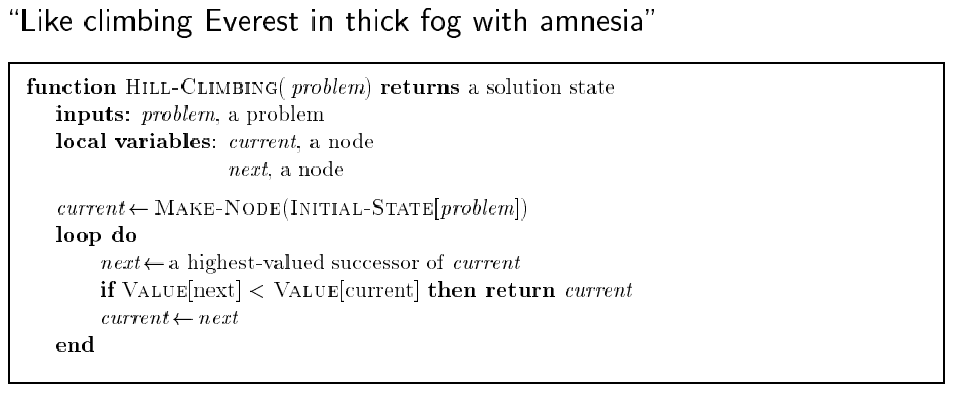 “Like climbing Everest in thick fog with amnesia”
function HILL-CLIMBING( problem) returns a solution state
inputs: problem, a problem
local variables: current, a node
next, a node
current ← MAKE-NODE(INITIAL-STATE[problem])
loop do
next ← a highest-valued successor of current
if VALUE[next] < VALUE[current] then return current
current ← next
end